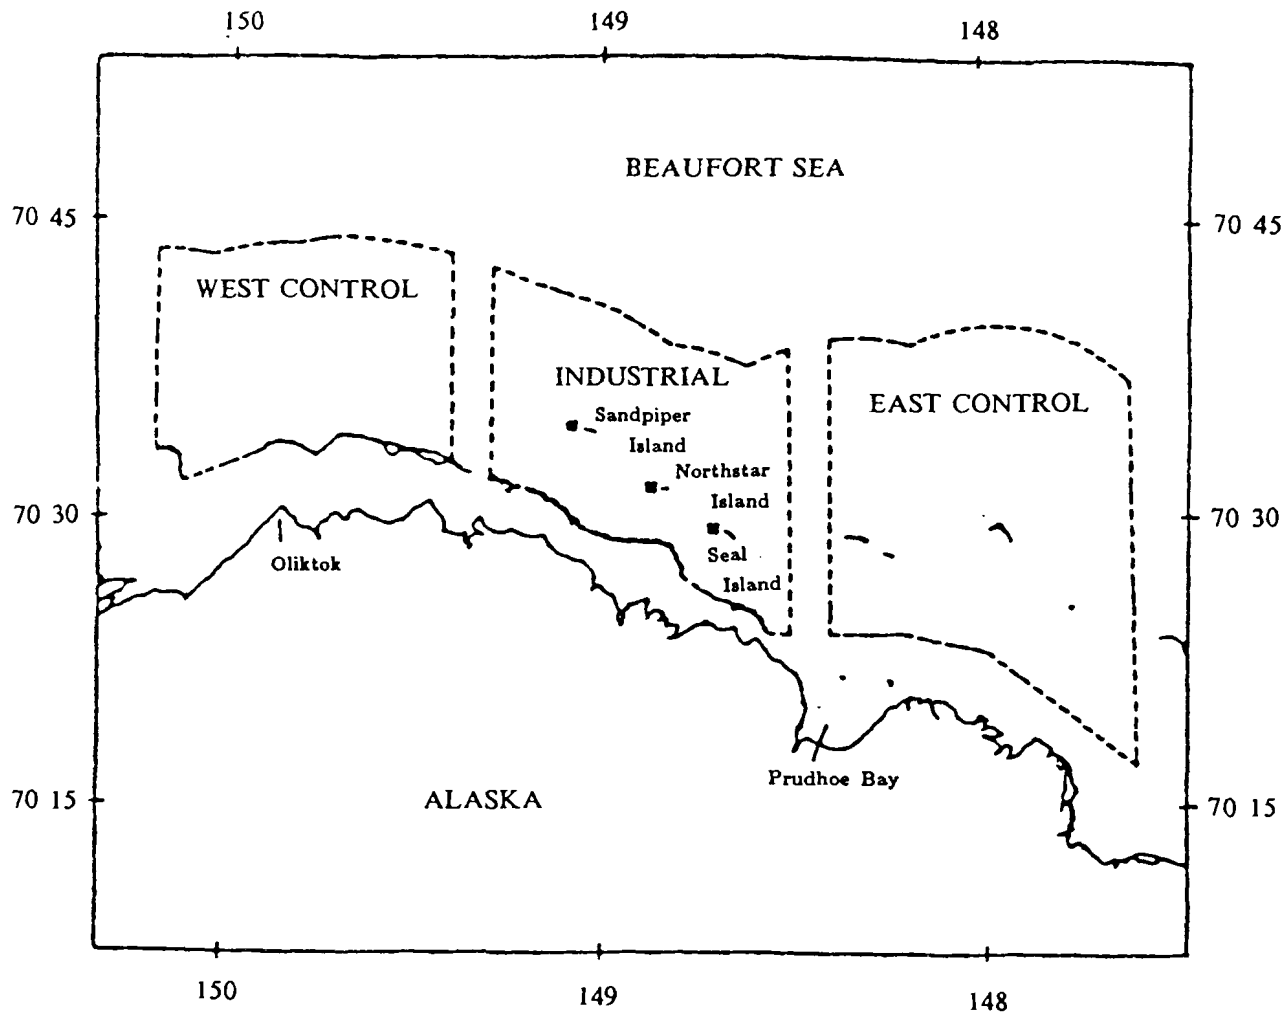 150
149
148
BEAUFORT SEA
70 45
70 45
WEST CONTROL
INDUSTRIAL
EAST CONTROL
Sandpiper
Island
Northstar
Island
70 30
70 30
Seal
Island
Oliktok
Prudhoe Bay
ALASKA
70 15
70 15
150
149
148